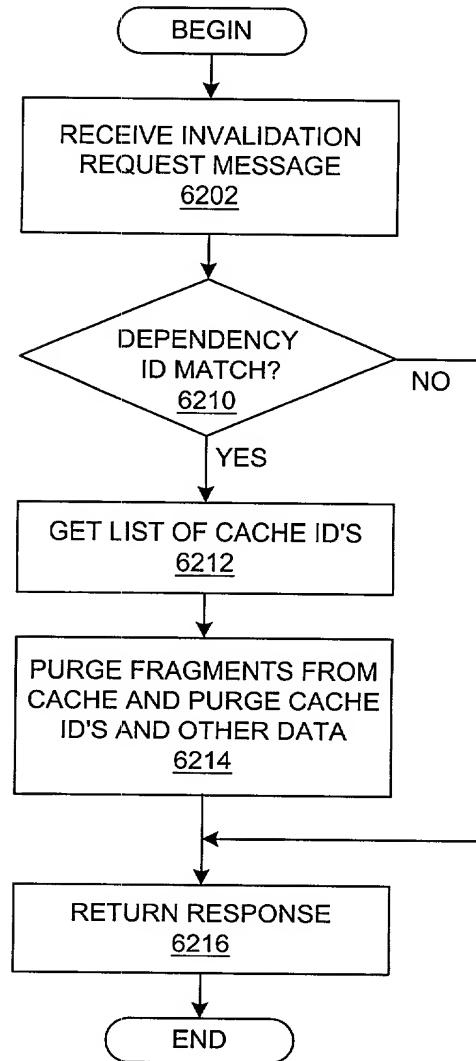 BEGIN
RECEIVE INVALIDATION
REQUEST MESSAGE
6202
DEPENDENCY
ID MATCH?
6210
NO
YES
GET LIST OF CACHE ID'S
6212
PURGE FRAGMENTS FROM
CACHE AND PURGE CACHE
ID'S AND OTHER DATA
6214
RETURN RESPONSE
6216
END